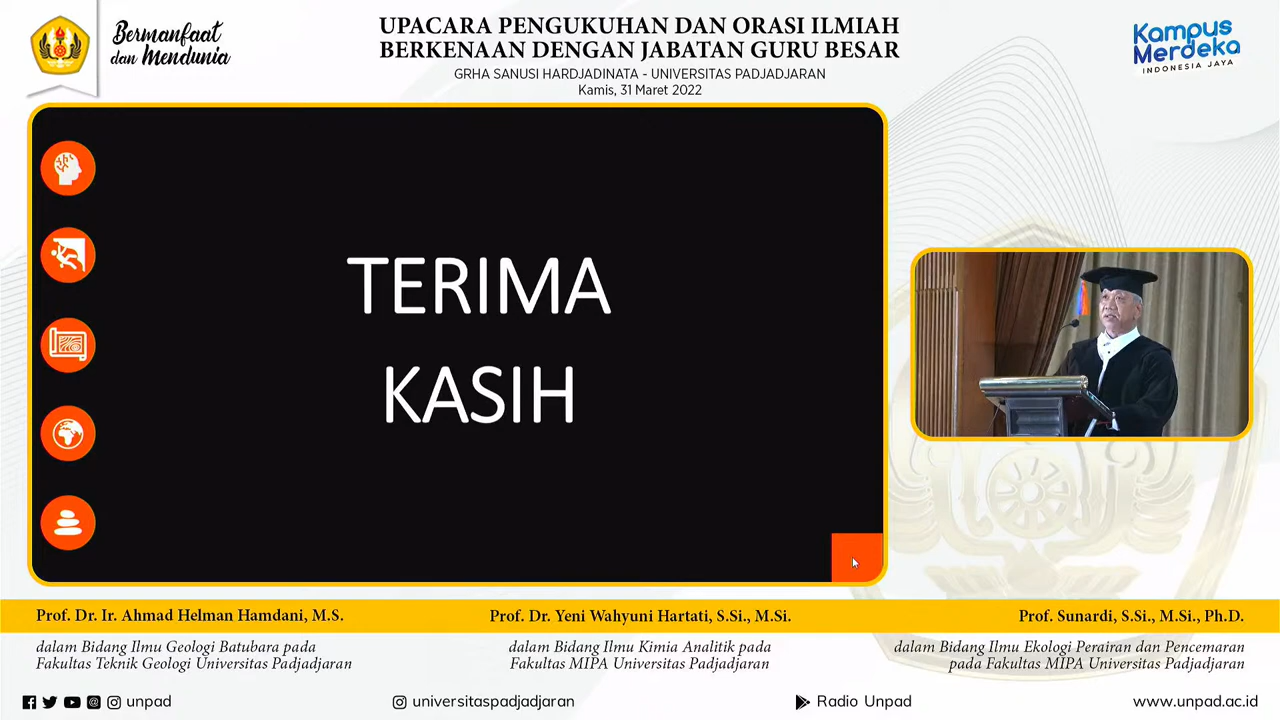 Bermanfaat
dan Mendunia
UPACARA PENGUKUHAN DAN ORASI ILMIAH
BERKENAAN DENGAN JABATAN GURU BESAR
GRHA SANUSI HARDJADINATA - UNIVERSITAS PADJADJARAN
Kamis, 31 Maret 2022
Kampus
Merdeka
INDONESIA JAYA
TERIMA
KASIH
Prof. Dr. Ir. Ahmad Helman Hamdani, M.S.
dalam Bidang Ilmu Geologi Batubara pada
Fakultas Teknik Geologi Universitas Padjadjaran
Prof. Dr. Yeni Wahyuni Hartati, S.Si., M.Si.
dalam Bidang Ilmu Kimia Analitik pada
Fakultas MIPA Universitas Padjadjaran
Prof. Sunardi, S.Si., M.Si., Ph.D.
dalam Bidang Ilmu Ekologi Perairan dan Pencemaran
pada Fakultas MIPA Universitas Padjadjaran
unpad
universitaspadjadjaran
Radio Unpad
www.unpad.ac.id